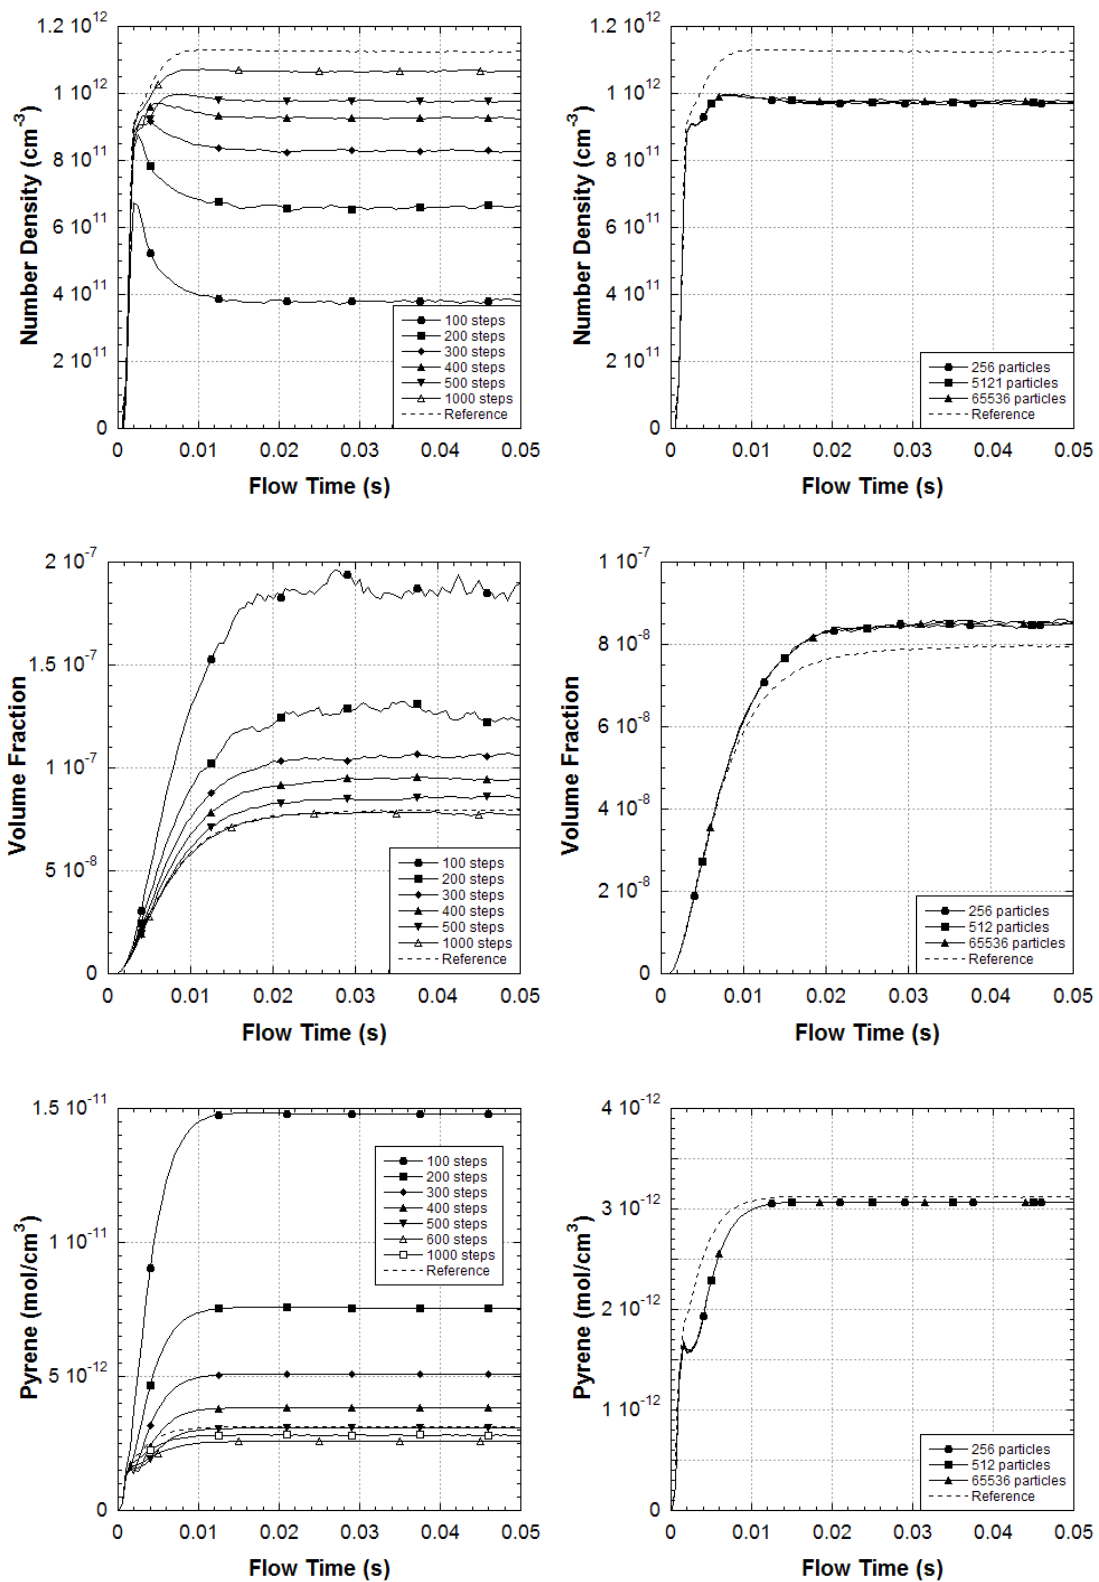 1.2 10^12
1 10^12
8 10^11
6 10^11
4 10^11
2 10^11
0
Number Density (cm^-3)
100 steps
200 steps
300 steps
400 steps
500 steps
1000 steps
Reference
0 0.01 0.02 0.03 0.04 0.05
Flow Time (s)
1.2 10^12
1 10^12
8 10^11
6 10^11
4 10^11
2 10^11
0
Number Density (cm^-3)
256 particles
5121 particles
65536 particles
Reference
0 0.01 0.02 0.03 0.04 0.05
Flow Time (s)
2 10^-7
1.5 10^-7
1 10^-7
5 10^-8
0
Volume Fraction
100 steps
200 steps
300 steps
400 steps
500 steps
1000 steps
Reference
0 0.01 0.02 0.03 0.04 0.05
Flow Time (s)
1 10^-7
8 10^-8
6 10^-8
4 10^-8
2 10^-8
0
Volume Fraction
256 particles
512 particles
65536 particles
Reference
0 0.01 0.02 0.03 0.04 0.05
Flow Time (s)
1.5 10^-11
1 10^-11
5 10^-12
0
Pyrene (mol/cm^3)
100 steps
200 steps
300 steps
400 steps
500 steps
600 steps
1000 steps
Reference
0 0.01 0.02 0.03 0.04 0.05
Flow Time (s)
4 10^-12
3 10^-12
2 10^-12
1 10^-12
0
Pyrene (mol/cm^3)
256 particles
512 particles
65536 particles
Reference
0 0.01 0.02 0.03 0.04 0.05
Flow Time (s)